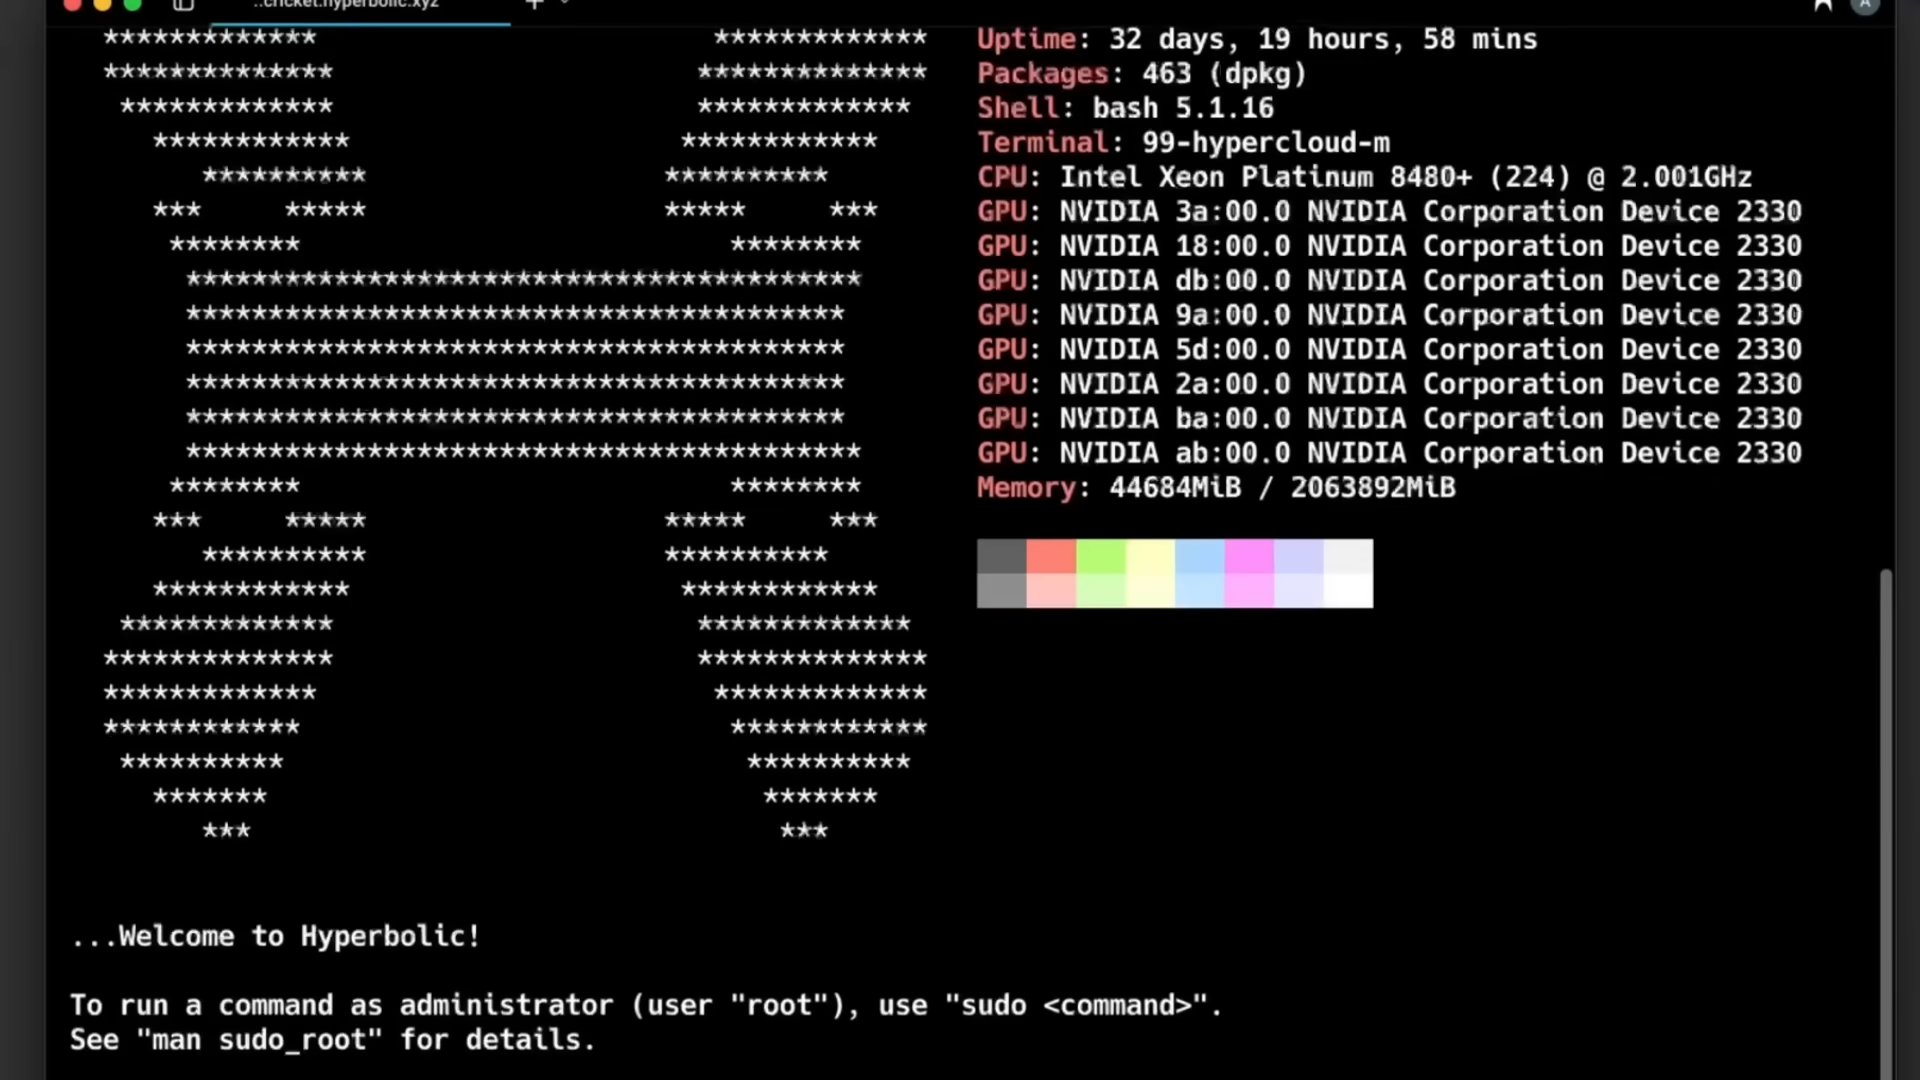 ..cricket.hyperbolic.xyz
A
Uptime: 32 days, 19 hours, 58 mins
Packages: 463 (dpkg)
Shell: bash 5.1.16
Terminal: 99-hypercloud-m
CPU: Intel Xeon Platinum 8480+ (224) @ 2.001GHz
GPU: NVIDIA 3a:00.0 NVIDIA Corporation Device 2330
GPU: NVIDIA 18:00.0 NVIDIA Corporation Device 2330
GPU: NVIDIA db:00.0 NVIDIA Corporation Device 2330
GPU: NVIDIA 9a:00.0 NVIDIA Corporation Device 2330
GPU: NVIDIA 5d:00.0 NVIDIA Corporation Device 2330
GPU: NVIDIA 2a:00.0 NVIDIA Corporation Device 2330
GPU: NVIDIA ba:00.0 NVIDIA Corporation Device 2330
GPU: NVIDIA ab:00.0 NVIDIA Corporation Device 2330
Memory: 44684MiB / 2063892MiB
...Welcome to Hyperbolic!
To run a command as administrator (user "root"), use "sudo <command>".
See "man sudo_root" for details.